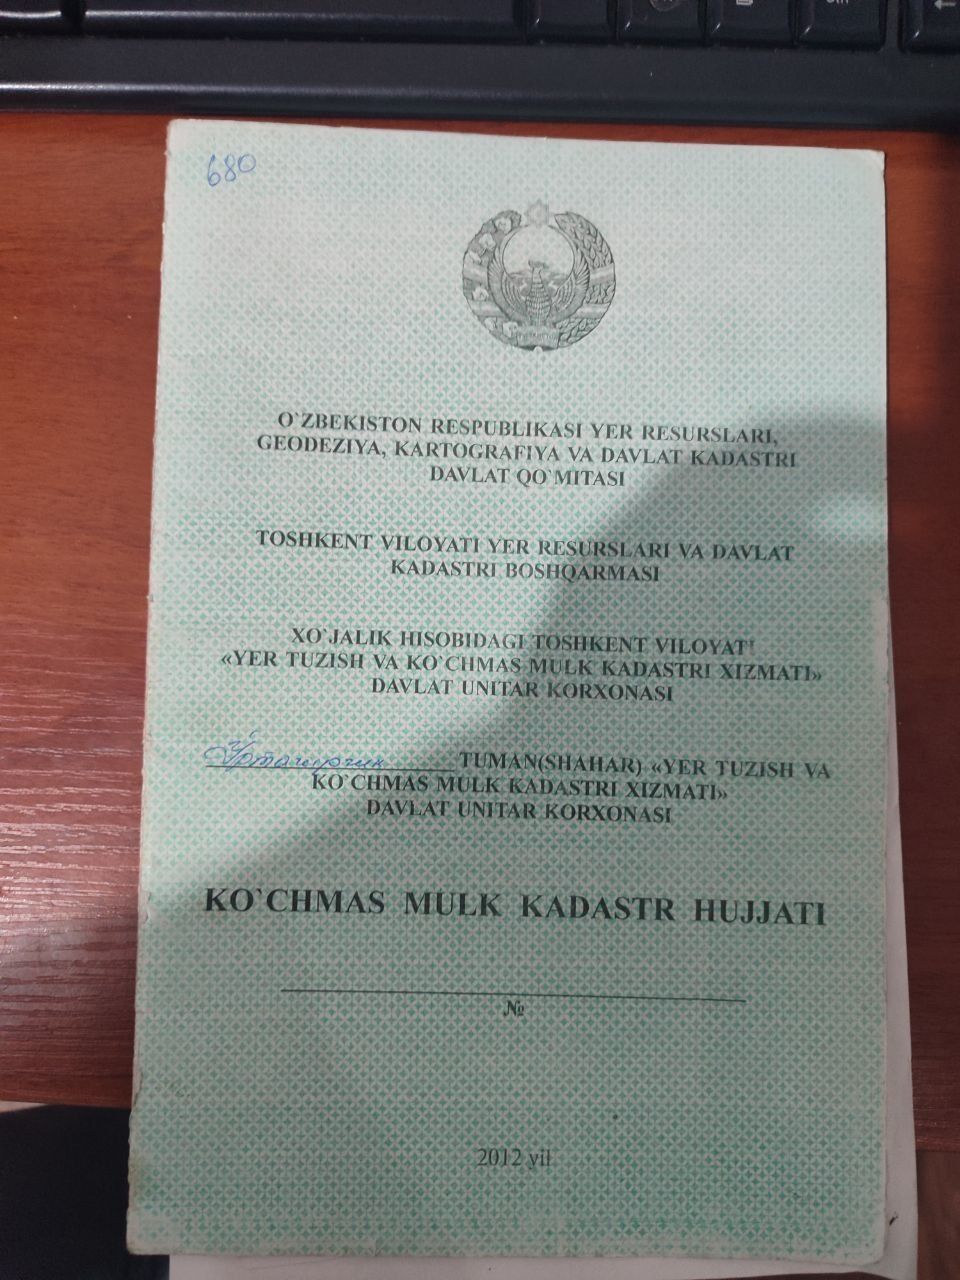 680
O`ZBEKISTON RESPUBLIKASI YER RESURSLARI,
GEODEZIYA, KARTOGRAFIYA VA DAVLAT KADASTRI
DAVLAT QO`MITASI
TOSHKENT VILOYATI YER RESURSLARI VA DAVLAT
KADASTRI BOSHQARMASI
XO`JALIK HISOBIDAGI TOSHKENT VILOYATI
«YER TUZISH VA KO`CHMAS MULK KADASTRI XIZMATI»
DAVLAT UNITAR KORXONASI
Ўртачирчик TUMAN(SHAHAR) «YER TUZISH VA
KO`CHMAS MULK KADASTRI XIZMATI»
DAVLAT UNITAR KORXONASI
KO`CHMAS MULK KADASTR HUJJATI
№
2012 yil